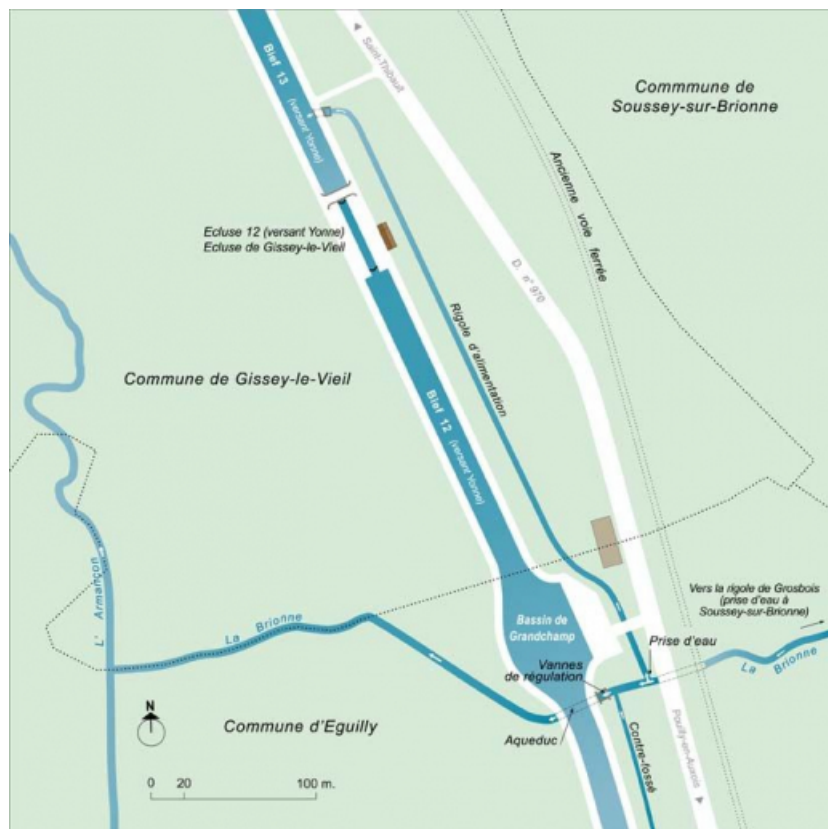 Bief 13
(versant Yonne)
Saint-Thibault
Commmune de
Soussey-sur-Brionne
Ancienne voie ferrée
Ecluse 12 (versant Yonne)
Ecluse de Gissey-le-Vieil
D. n° 970
Rigole d'alimentation
Commune de Gissey-le-Vieil
Bief 12
(versant Yonne)
L' Armançon
La Brionne
Bassin de
Grandchamp
Vers la rigole de Grosbois
(prise d'eau à
Soussey-sur-Brionne)
Prise d'eau
Vannes
de régulation
La Brionne
N
Commune d'Eguilly
Aqueduc
Contre-fossé
Pouilly-en-Auxois
0 20 100 m.